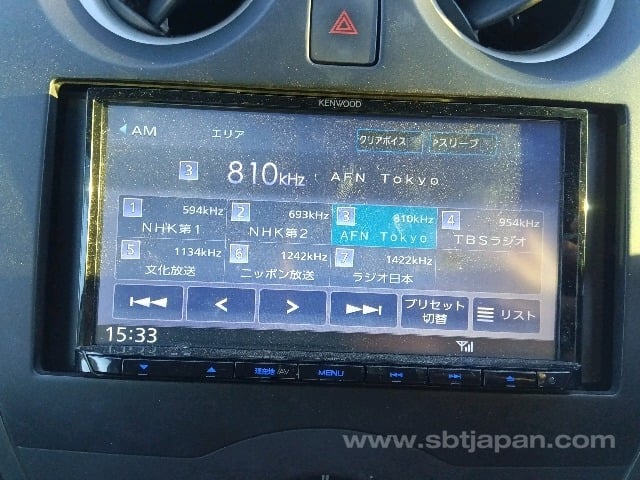 KENWOOD
AM エリア クリアボイス スリープ
3 810kHz AFN Tokyo
1 594kHz 2 693kHz 3 810kHz 4 954kHz
NHK第1 NHK第2 AFN Tokyo TBSラジオ
5 1134kHz 6 1242kHz 7 1422kHz
文化放送 ニッポン放送 ラジオ日本
プリセット切替 リスト
15:33
現在地/AV MENU
www.sbtjapan.com